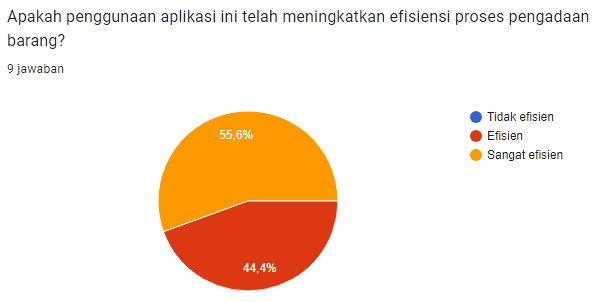 Apakah penggunaan aplikasi ini telah meningkatkan efisiensi proses pengadaan
barang?
9 jawaban
Tidak efisien
Efisien
Sangat efisien
55,6%
44,4%